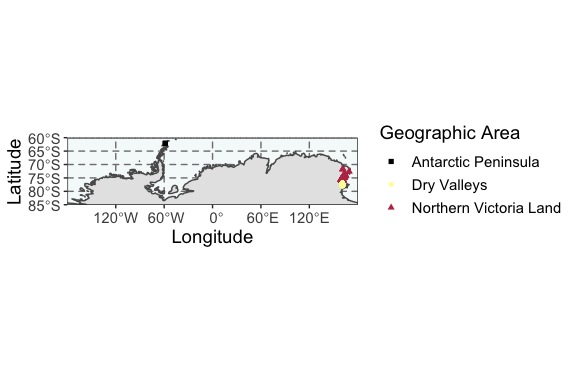 60°S
65°S
70°S
75°S
80°S
85°S
Latitude
120°W 60°W 0° 60°E 120°E
Longitude
Geographic Area
Antarctic Peninsula
Dry Valleys
Northern Victoria Land